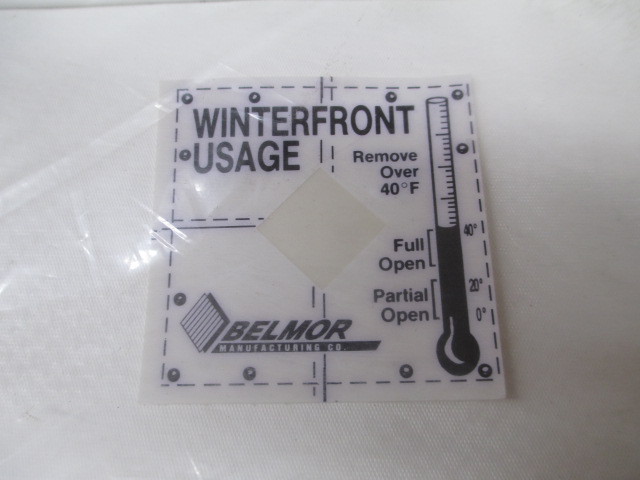 WINTERFRONT
USAGE
Remove
Over
40°F
40°
Full
Open
20°
Partial
Open
0°
BELMOR
MANUFACTURING CO.